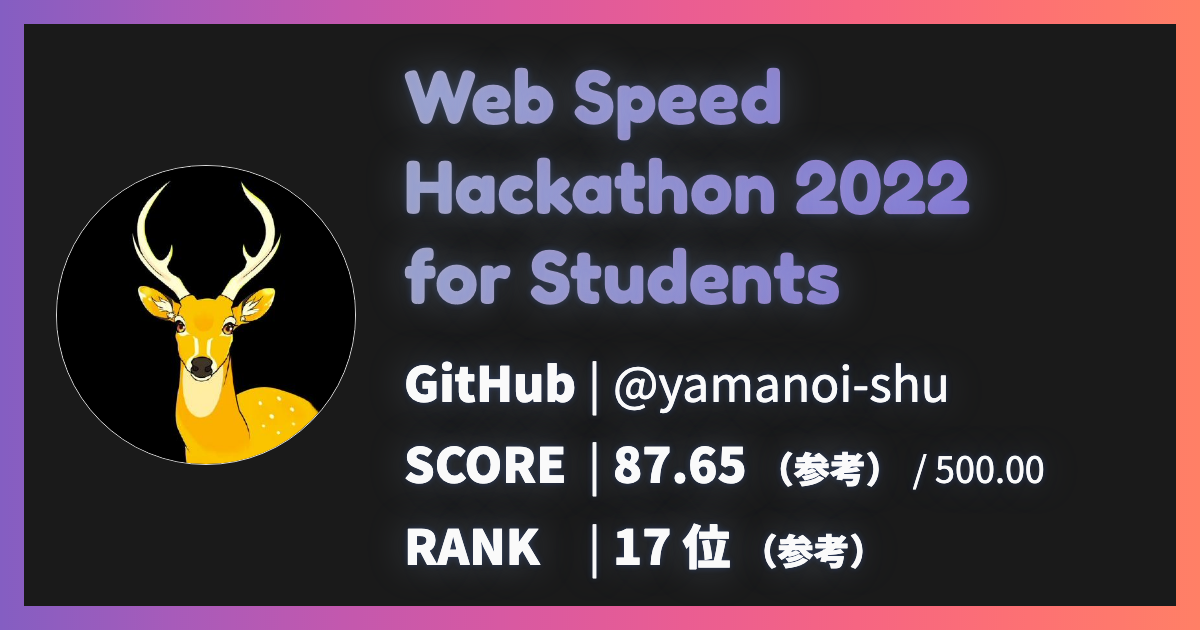 Web Speed
Hackathon 2022
for Students
GitHub | @yamanoi-shu
SCORE | 87.65 （参考） / 500.00
RANK | 17 位 （参考）